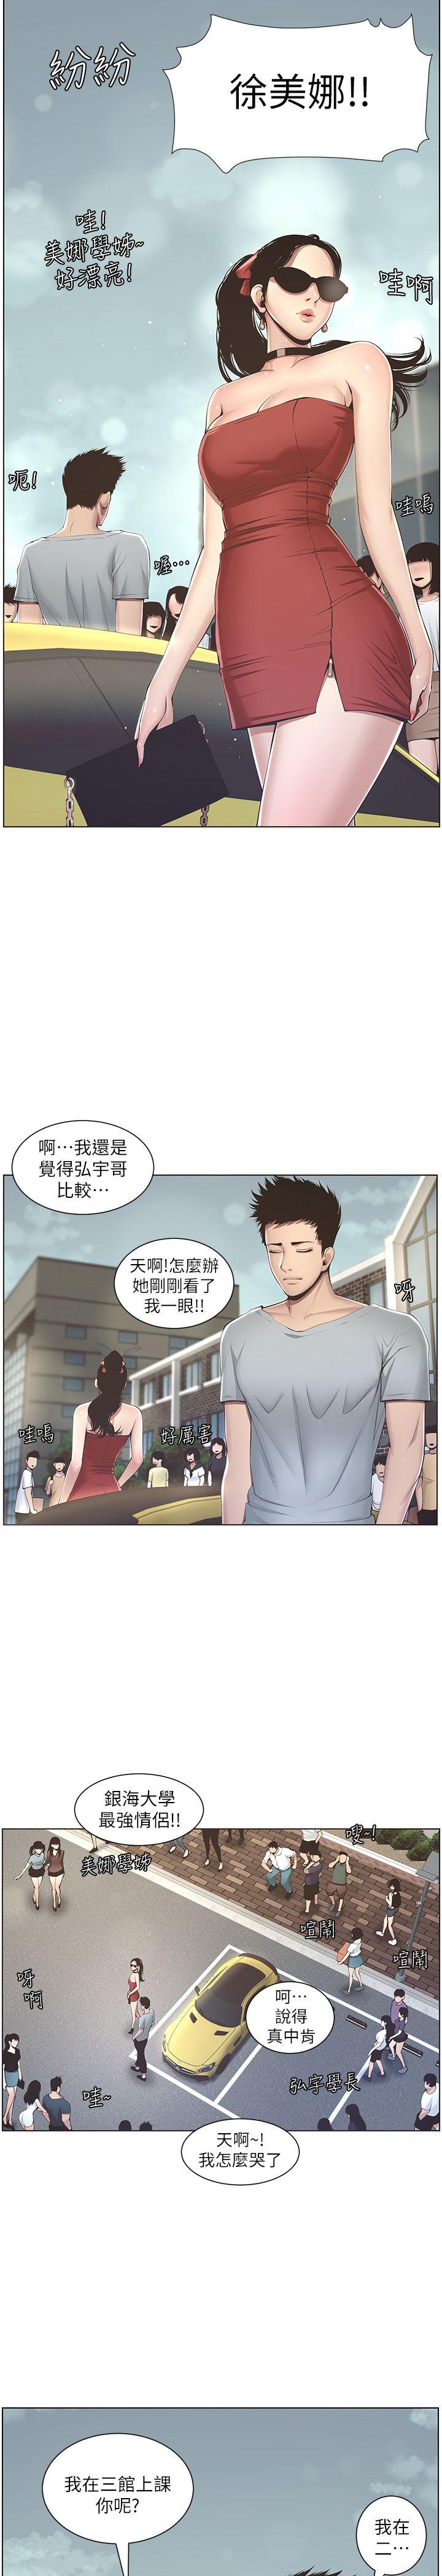 紛紛
徐美娜!!
哇!
美娜學姊~
好漂亮!
哇啊
呃!
哇嗚
喔…
啊…我還是
覺得弘宇哥
比較…
天啊!怎麼辦
她剛剛看了
我一眼!!
呀
哇嗚
好厲害
銀海大學
最強情侶!!
嗖~!
美娜學姊
喧鬧
喧鬧
呀
啊
呵…
說得
真中肯
弘宇學長
哇~
天啊~!
我怎麼哭了
我在三館上課
你呢?
我在
二…